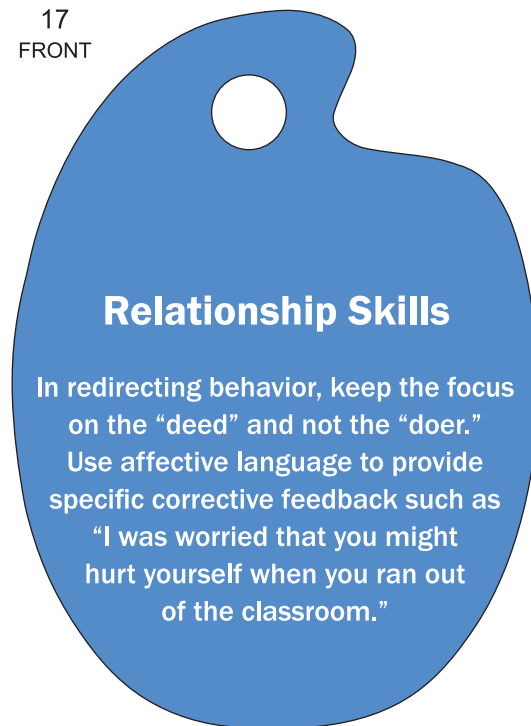 17
FRONT
Relationship Skills
In redirecting behavior, keep the focus
on the “deed” and not the “doer.”
Use affective language to provide
specific corrective feedback such as
“I was worried that you might
hurt yourself when you ran out
of the classroom.”